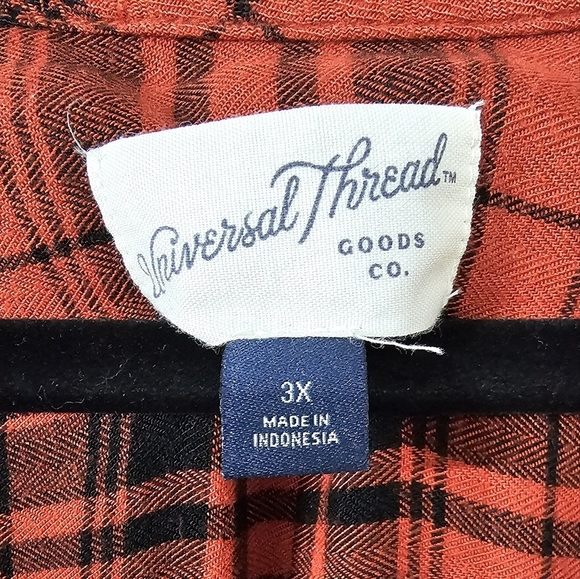 Universal Thread™
GOODS
CO.
3X
MADE IN
INDONESIA